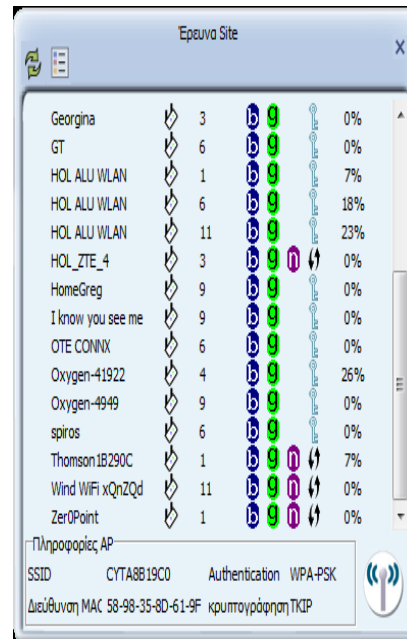 Έρευνα Site
Georgina 3 b g 0%
GT 6 b g 0%
HOL ALU WLAN 1 b g 7%
HOL ALU WLAN 6 b g 18%
HOL ALU WLAN 11 b g 23%
HOL_ZTE_4 3 b g n 0%
HomeGreg 9 b g 0%
I know you see me 9 b g 0%
OTE CONNX 6 b g 0%
Oxygen-41922 4 b g 26%
Oxygen-4949 9 b g 0%
spiros 6 b g 0%
Thomson1B290C 1 b g n 7%
Wind WiFi xQnZQd 11 b g n 0%
Zer0Point 1 b g n 0%
Πληροφορίες AP
SSID CYTA8B19C0 Authentication WPA-PSK
Διεύθυνση MAC 58-98-35-8D-61-9F κρυπτογράφηση TKIP